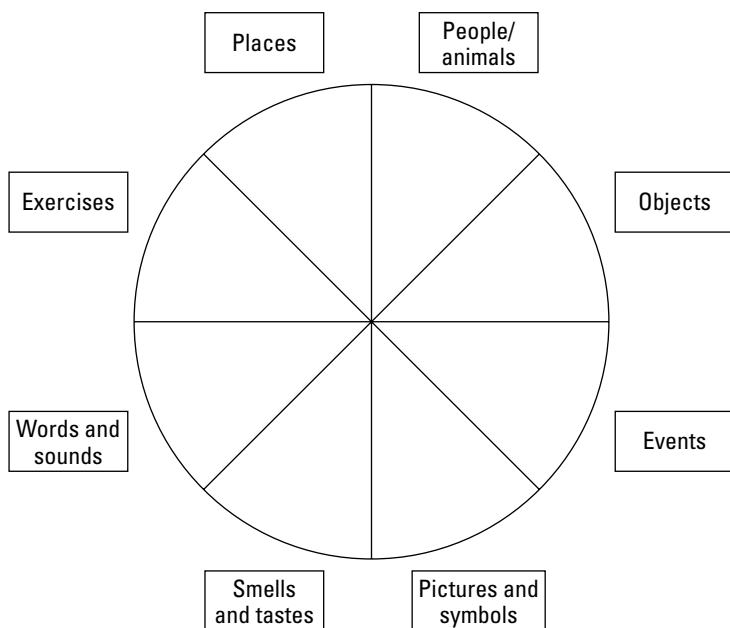 Places
People/
animals
Exercises
Objects
Words and
sounds
Events
Smells
and tastes
Pictures and
symbols